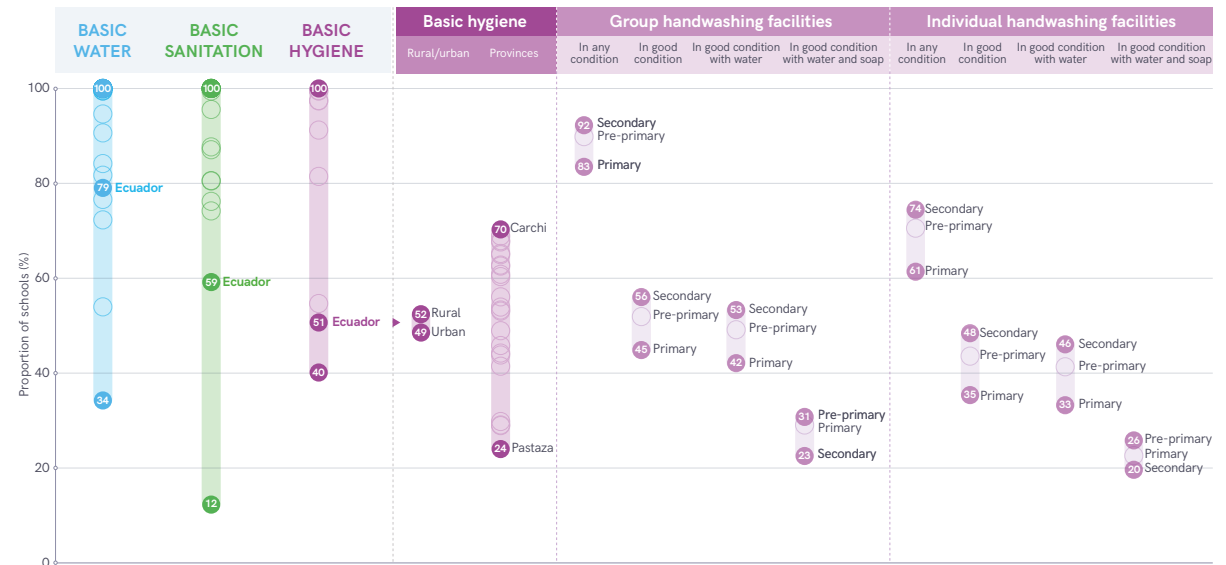 BASIC WATER
BASIC SANITATION
BASIC HYGIENE
Basic hygiene
Rural/urban
Provinces
Group handwashing facilities
In any condition
In good condition
In good condition with water
In good condition with water and soap
Individual handwashing facilities
In any condition
In good condition
In good condition with water
In good condition with water and soap
Proportion of schools (%)
100
80
60
40
20
0
100
79 Ecuador
34
100
59 Ecuador
12
100
51 Ecuador
40
52 Rural
49 Urban
70 Carchi
24 Pastaza
92 Secondary
Pre-primary
83 Primary
56 Secondary
Pre-primary
45 Primary
53 Secondary
Pre-primary
42 Primary
31 Pre-primary
Primary
23 Secondary
74 Secondary
Pre-primary
61 Primary
48 Secondary
Pre-primary
35 Primary
46 Secondary
Pre-primary
33 Primary
26 Pre-primary
Primary
20 Secondary